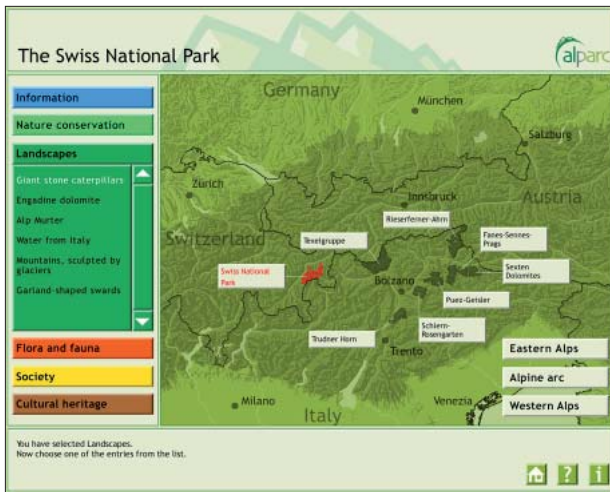 The Swiss National Park
alparc
Information
Nature conservation
Landscapes
Giant stone caterpillars
Engadine dolomite
Alp Murter
Water from Italy
Mountains, sculpted by
glaciers
Garland-shaped swards
Flora and fauna
Society
Cultural heritage
Germany
München
Salzburg
Zürich
Innsbruck
Austria
Rieserferner-Ahrn
Switzerland
Texelgruppe
Fanes-Sennes-
Prags
Swiss National
Park
Bolzano
Sexten
Dolomites
Puez-Geisler
Schlern-
Rosengarten
Trudner Horn
Trento
Milano
Venezia
Italy
Eastern Alps
Alpine arc
Western Alps
You have selected Landscapes.
Now choose one of the entries from the list.
?
i